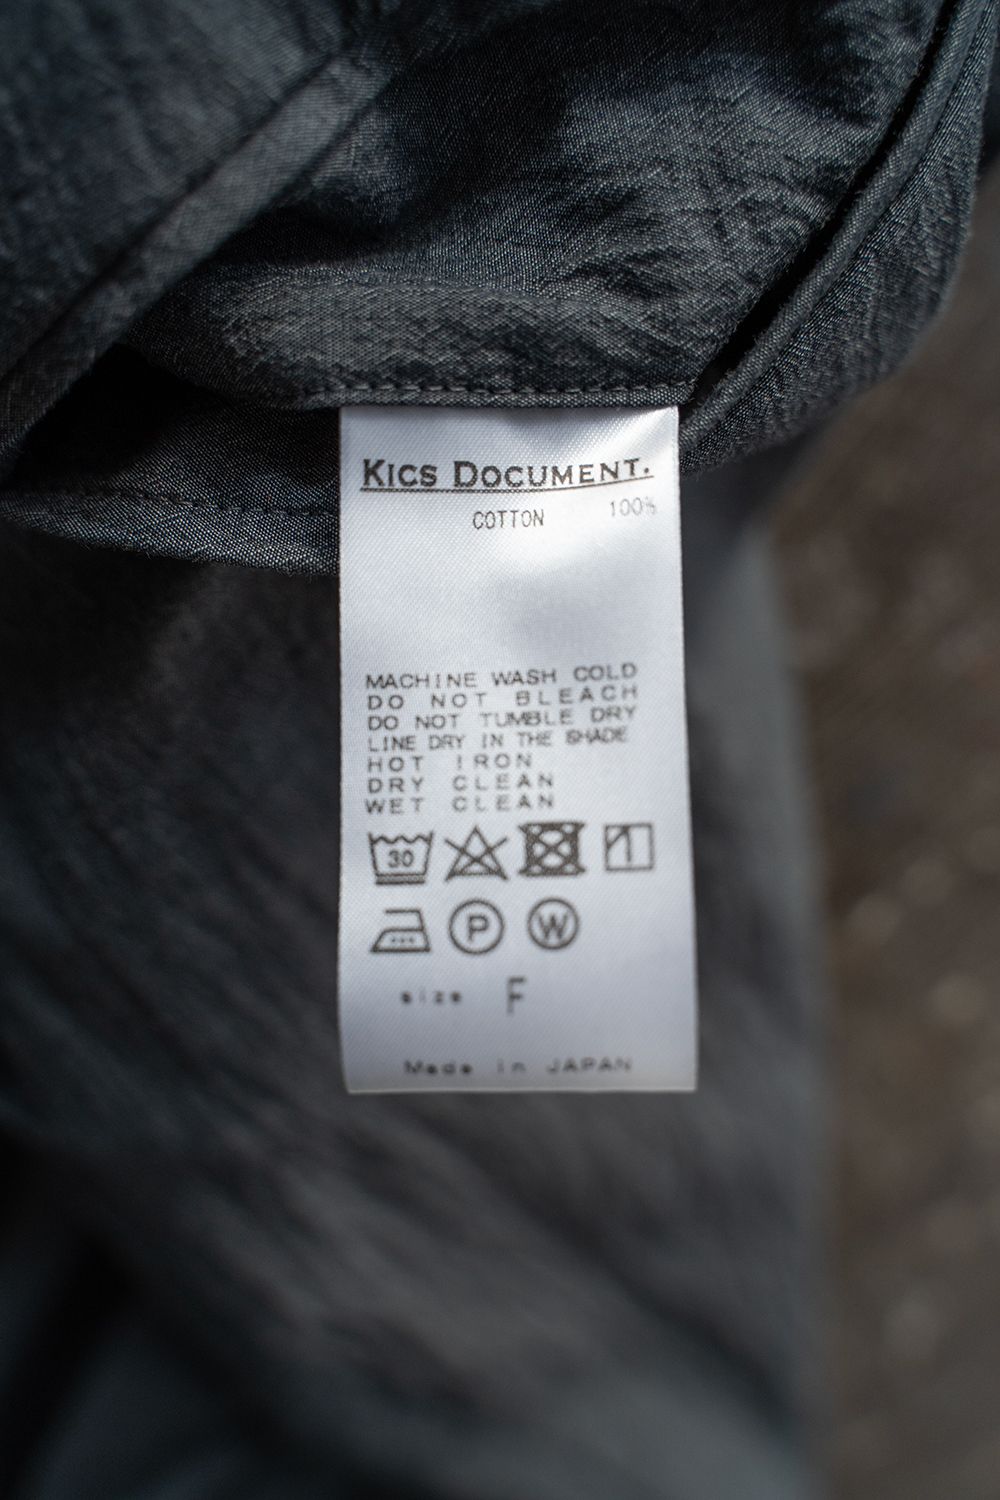 KICS DOCUMENT.
COTTON 100%
MACHINE WASH COLD
DO NOT BLEACH
DO NOT TUMBLE DRY
LINE DRY IN THE SHADE
HOT IRON
DRY CLEAN
WET CLEAN
30
P W
size F
Made in JAPAN